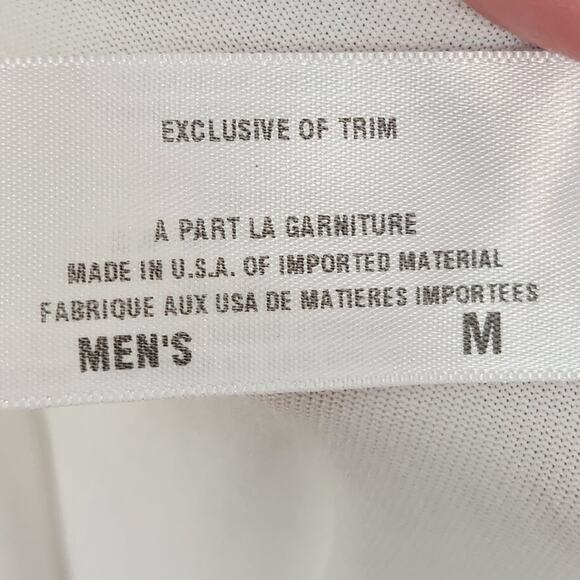 EXCLUSIVE OF TRIM
A PART LA GARNITURE
MADE IN U.S.A. OF IMPORTED MATERIAL
FABRIQUE AUX USA DE MATIERES IMPORTEES
MEN'S M